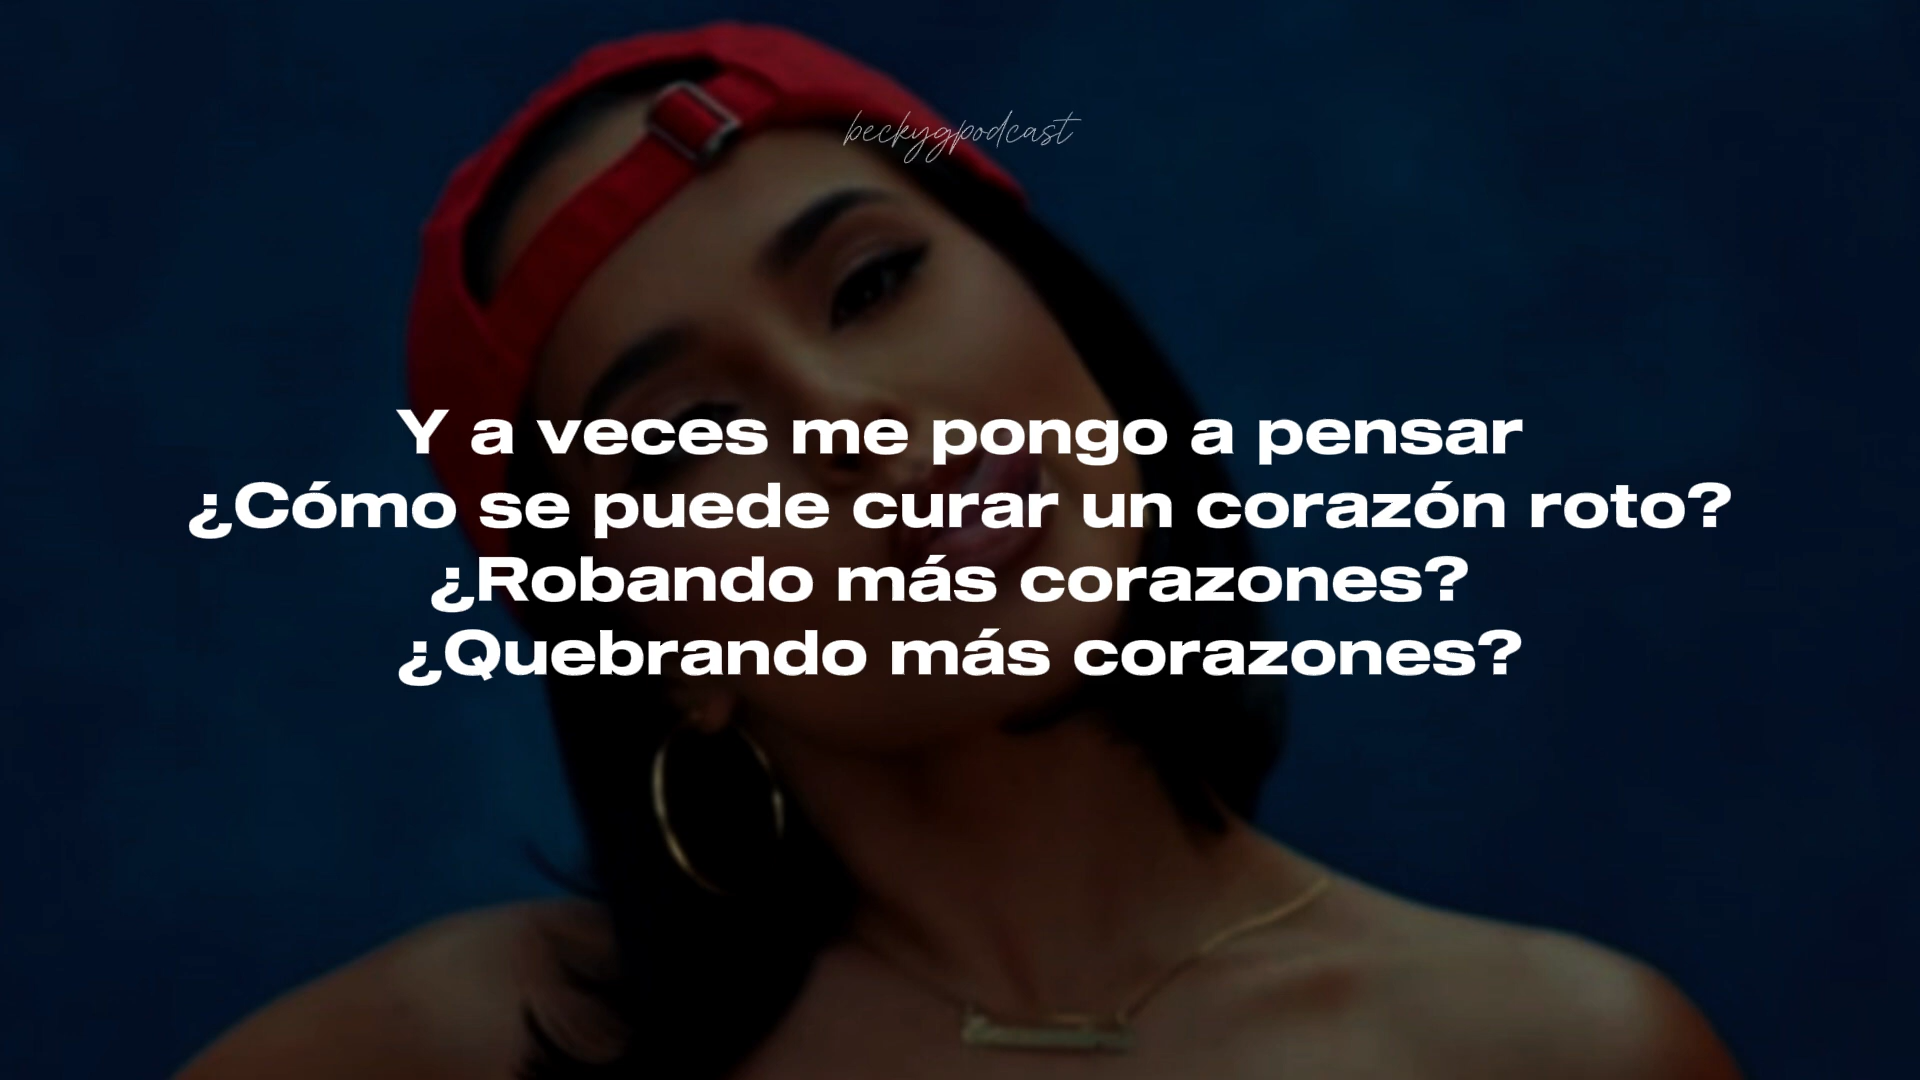 beckygpodcast
Y a veces me pongo a pensar
¿Cómo se puede curar un corazón roto?
¿Robando más corazones?
¿Quebrando más corazones?